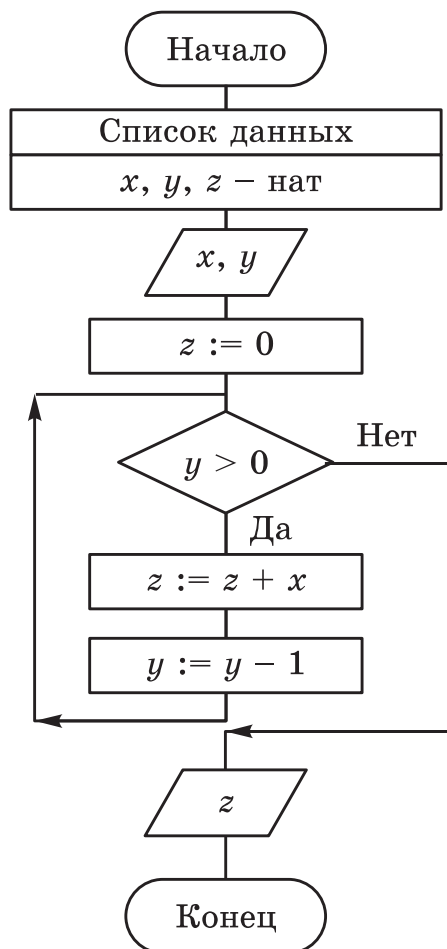 Начало
Список данных
x, y, z – нат
x, y
z := 0
y > 0
Нет
Да
z := z + x
y := y – 1
z
Конец